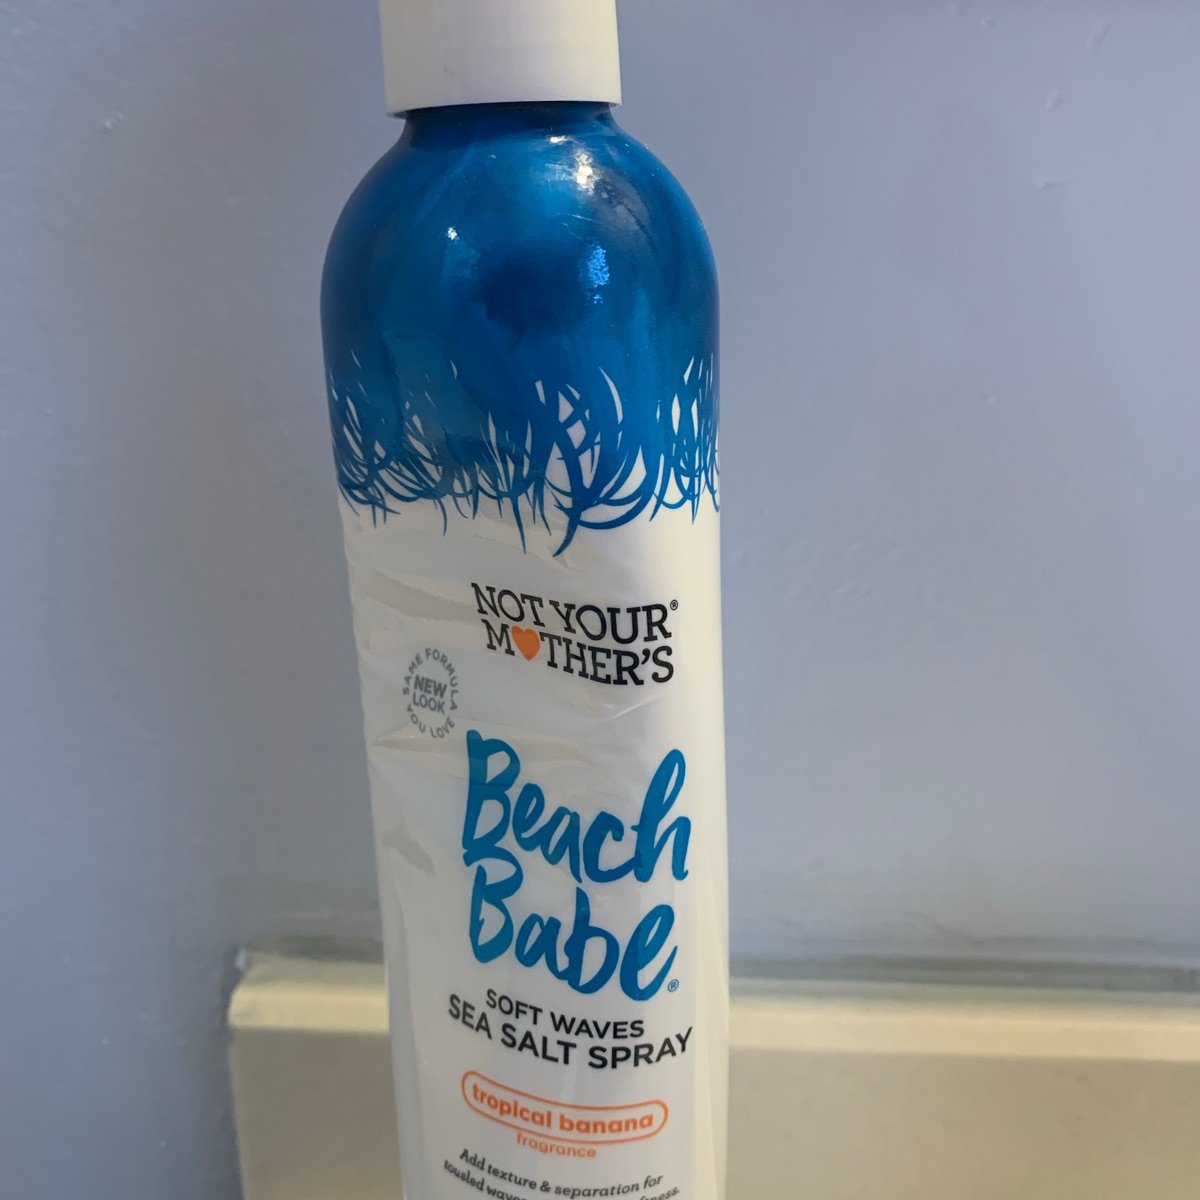 NOT YOUR®
MOTHER'S
SAME FORMULA
NEW
LOOK
YOU LOVE
Beach
Babe®
SOFT WAVES
SEA SALT SPRAY
tropical banana
fragrance
Add texture & separation for
tousled